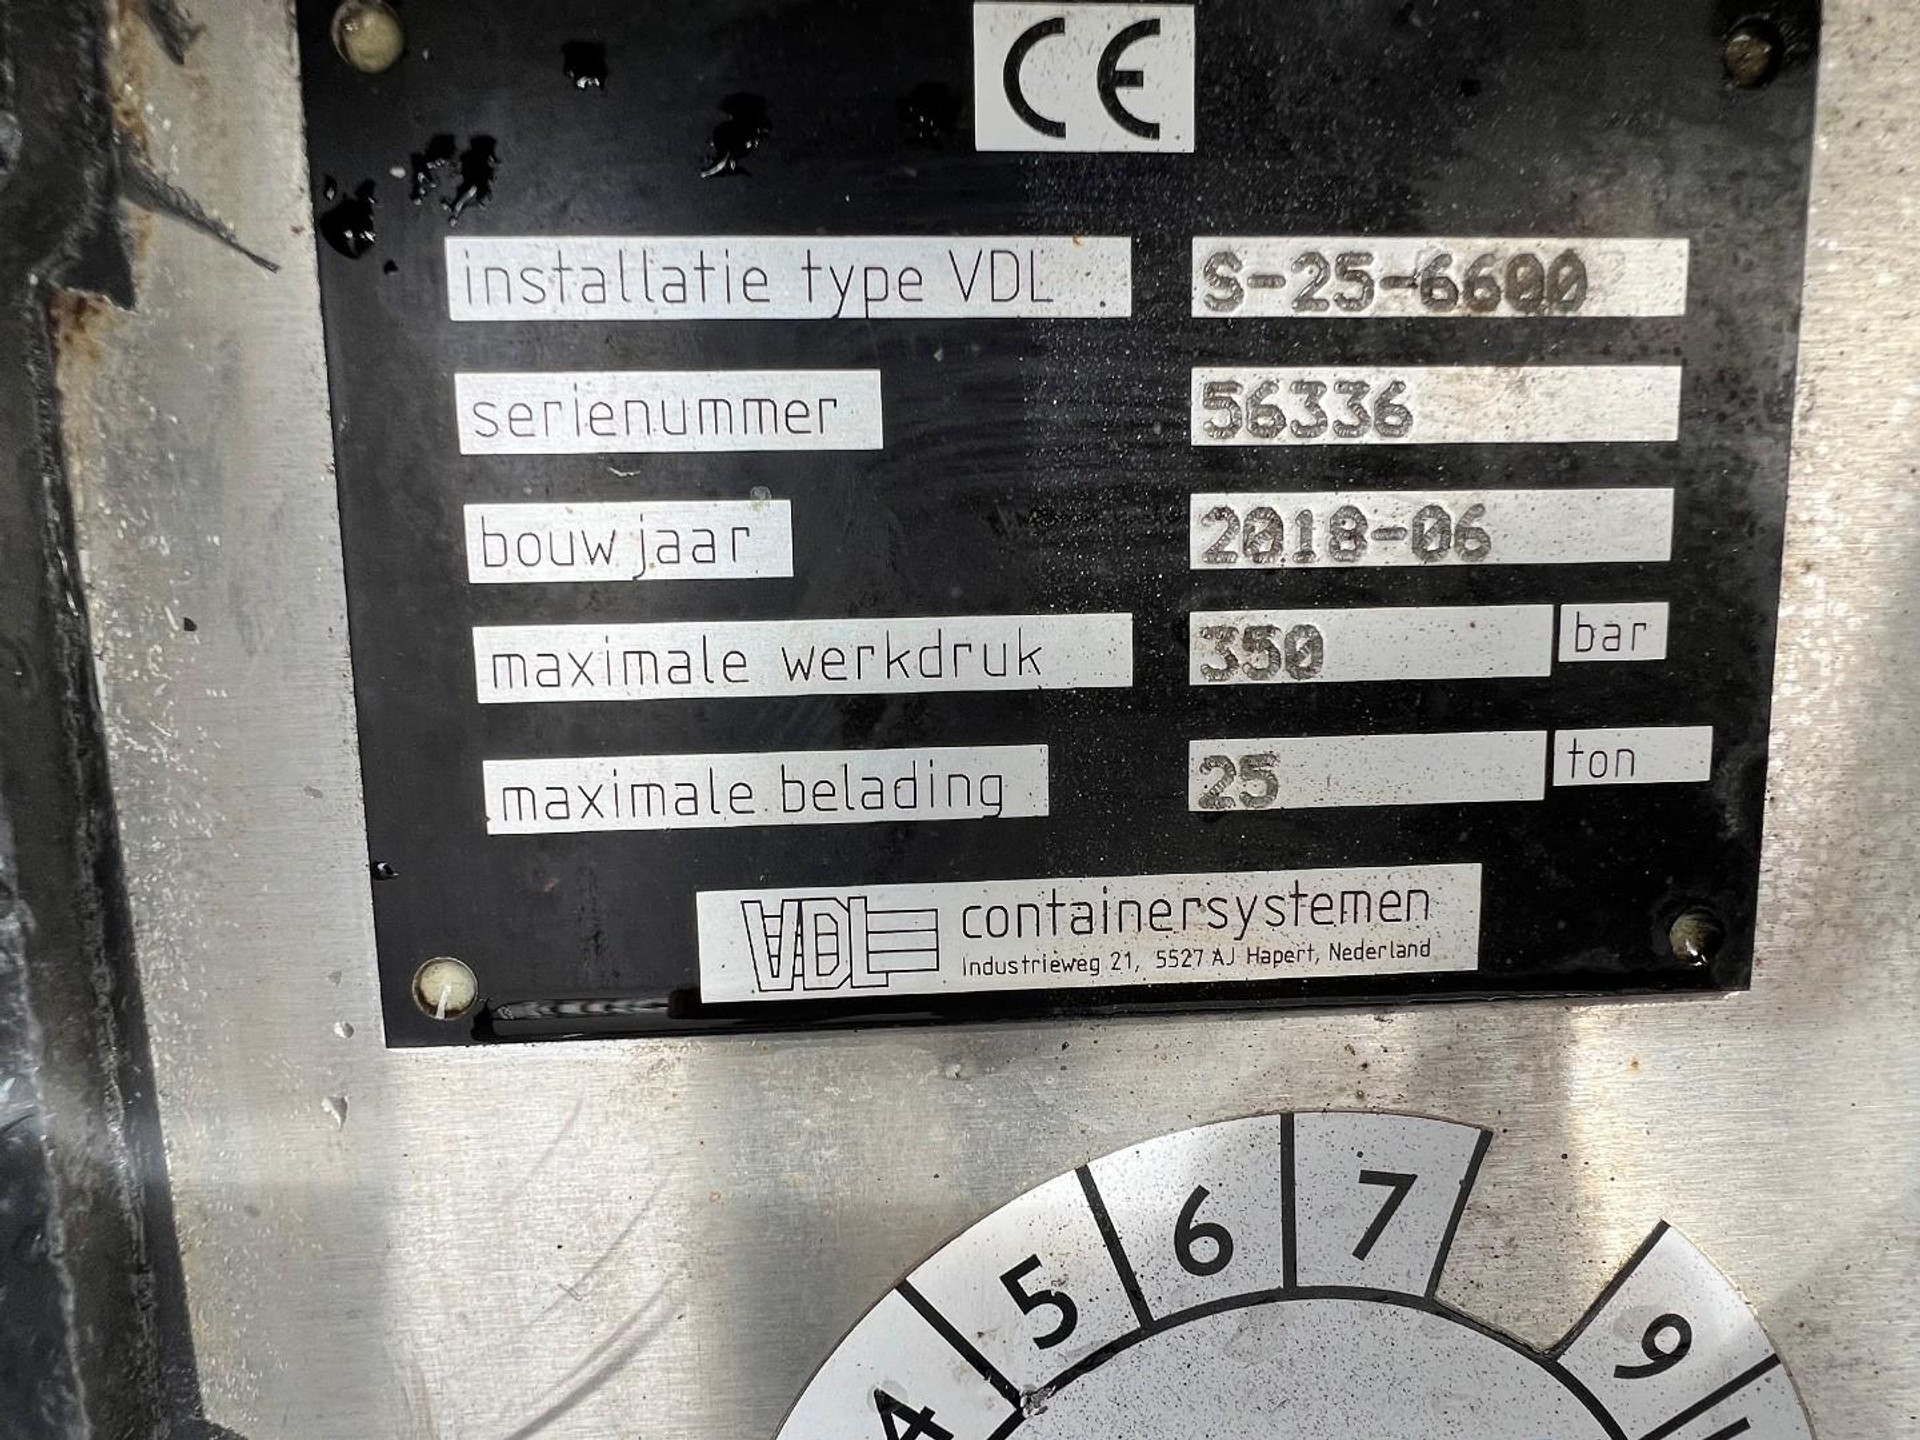 CE
installatie type VDL S-25-6600
serienummer 56336
bouwjaar 2018-06
maximale werkdruk 350 bar
maximale belading 25 ton
VDL containersystemen
Industrieweg 21, 5527 AJ Hapert, Nederland
4 5 6 7 9